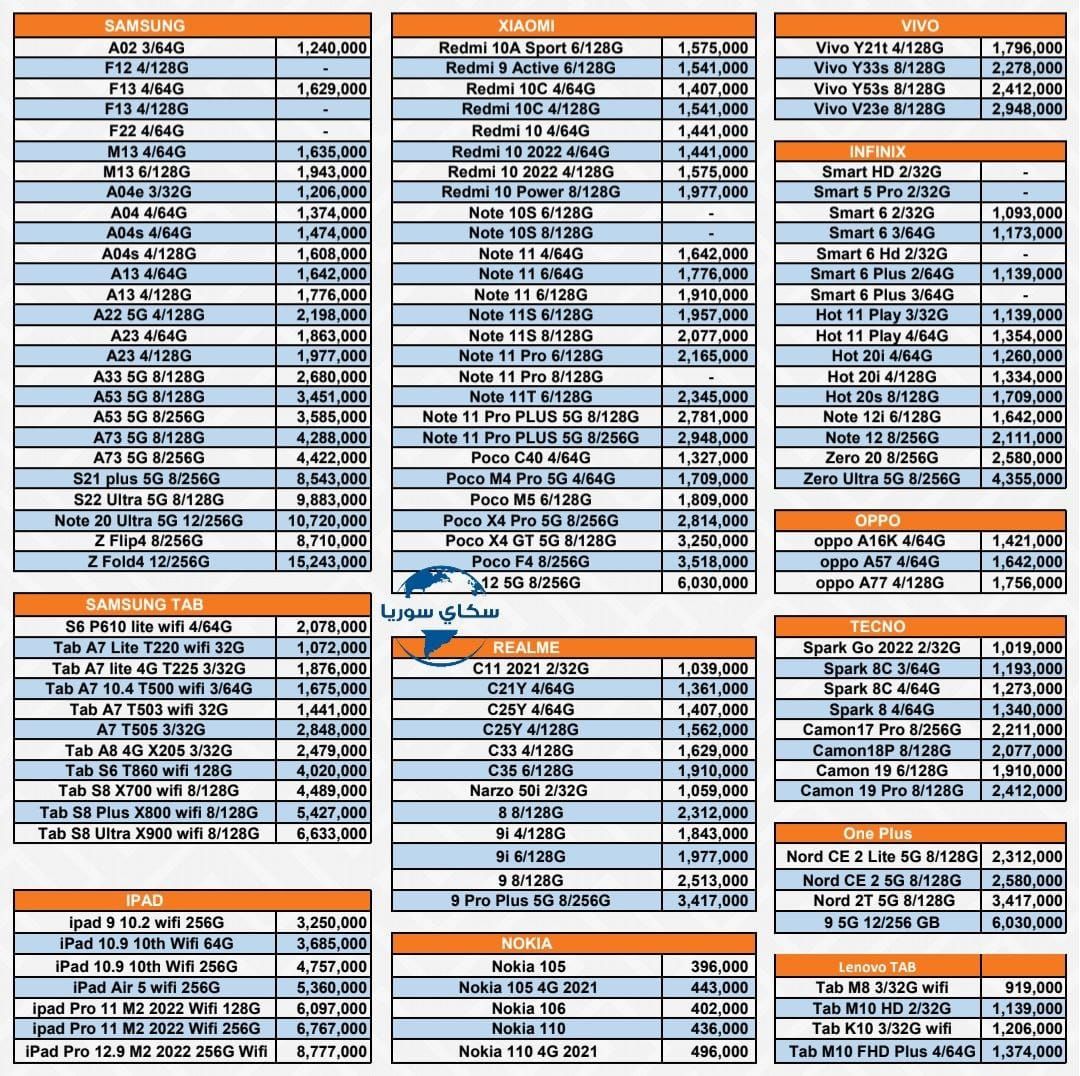 SAMSUNG
A02 3/64G 1,240,000
F12 4/128G -
F13 4/64G 1,629,000
F13 4/128G -
F22 4/64G -
M13 4/64G 1,635,000
M13 6/128G 1,943,000
A04e 3/32G 1,206,000
A04 4/64G 1,374,000
A04s 4/64G 1,474,000
A04s 4/128G 1,608,000
A13 4/64G 1,642,000
A13 4/128G 1,776,000
A22 5G 4/128G 2,198,000
A23 4/64G 1,863,000
A23 4/128G 1,977,000
A33 5G 8/128G 2,680,000
A53 5G 8/128G 3,451,000
A53 5G 8/256G 3,585,000
A73 5G 8/128G 4,288,000
A73 5G 8/256G 4,422,000
S21 plus 5G 8/256G 8,543,000
S22 Ultra 5G 8/128G 9,883,000
Note 20 Ultra 5G 12/256G 10,720,000
Z Flip4 8/256G 8,710,000
Z Fold4 12/256G 15,243,000
SAMSUNG TAB
S6 P610 lite wifi 4/64G 2,078,000
Tab A7 Lite T220 wifi 32G 1,072,000
Tab A7 lite 4G T225 3/32G 1,876,000
Tab A7 10.4 T500 wifi 3/64G 1,675,000
Tab A7 T503 wifi 32G 1,441,000
A7 T505 3/32G 2,848,000
Tab A8 4G X205 3/32G 2,479,000
Tab S6 T860 wifi 128G 4,020,000
Tab S8 X700 wifi 8/128G 4,489,000
Tab S8 Plus X800 wifi 8/128G 5,427,000
Tab S8 Ultra X900 wifi 8/128G 6,633,000
IPAD
ipad 9 10.2 wifi 256G 3,250,000
iPad 10.9 10th Wifi 64G 3,685,000
iPad 10.9 10th Wifi 256G 4,757,000
iPad Air 5 wifi 256G 5,360,000
ipad Pro 11 M2 2022 Wifi 128G 6,097,000
ipad Pro 11 M2 2022 Wifi 256G 6,767,000
iPad Pro 12.9 M2 2022 256G Wifi 8,777,000
XIAOMI
Redmi 10A Sport 6/128G 1,575,000
Redmi 9 Active 6/128G 1,541,000
Redmi 10C 4/64G 1,407,000
Redmi 10C 4/128G 1,541,000
Redmi 10 4/64G 1,441,000
Redmi 10 2022 4/64G 1,441,000
Redmi 10 2022 4/128G 1,575,000
Redmi 10 Power 8/128G 1,977,000
Note 10S 6/128G -
Note 10S 8/128G -
Note 11 4/64G 1,642,000
Note 11 6/64G 1,776,000
Note 11 6/128G 1,910,000
Note 11S 6/128G 1,957,000
Note 11S 8/128G 2,077,000
Note 11 Pro 6/128G 2,165,000
Note 11 Pro 8/128G -
Note 11T 6/128G 2,345,000
Note 11 Pro PLUS 5G 8/128G 2,781,000
Note 11 Pro PLUS 5G 8/256G 2,948,000
Poco C40 4/64G 1,327,000
Poco M4 Pro 5G 4/64G 1,709,000
Poco M5 6/128G 1,809,000
Poco X4 Pro 5G 8/256G 2,814,000
Poco X4 GT 5G 8/128G 3,250,000
Poco F4 8/256G 3,518,000
12 5G 8/256G 6,030,000
سكاي سوريا
REALME
C11 2021 2/32G 1,039,000
C21Y 4/64G 1,361,000
C25Y 4/64G 1,407,000
C25Y 4/128G 1,562,000
C33 4/128G 1,629,000
C35 6/128G 1,910,000
Narzo 50i 2/32G 1,059,000
8 8/128G 2,312,000
9i 4/128G 1,843,000
9i 6/128G 1,977,000
9 8/128G 2,513,000
9 Pro Plus 5G 8/256G 3,417,000
NOKIA
Nokia 105 396,000
Nokia 105 4G 2021 443,000
Nokia 106 402,000
Nokia 110 436,000
Nokia 110 4G 2021 496,000
VIVO
Vivo Y21t 4/128G 1,796,000
Vivo Y33s 8/128G 2,278,000
Vivo Y53s 8/128G 2,412,000
Vivo V23e 8/128G 2,948,000
INFINIX
Smart HD 2/32G -
Smart 5 Pro 2/32G -
Smart 6 2/32G 1,093,000
Smart 6 3/64G 1,173,000
Smart 6 Hd 2/32G -
Smart 6 Plus 2/64G 1,139,000
Smart 6 Plus 3/64G -
Hot 11 Play 3/32G 1,139,000
Hot 11 Play 4/64G 1,354,000
Hot 20i 4/64G 1,260,000
Hot 20i 4/128G 1,334,000
Hot 20s 8/128G 1,709,000
Note 12i 6/128G 1,642,000
Note 12 8/256G 2,111,000
Zero 20 8/256G 2,580,000
Zero Ultra 5G 8/256G 4,355,000
OPPO
oppo A16K 4/64G 1,421,000
oppo A57 4/64G 1,642,000
oppo A77 4/128G 1,756,000
TECNO
Spark Go 2022 2/32G 1,019,000
Spark 8C 3/64G 1,193,000
Spark 8C 4/64G 1,273,000
Spark 8 4/64G 1,340,000
Camon17 Pro 8/256G 2,211,000
Camon18P 8/128G 2,077,000
Camon 19 6/128G 1,910,000
Camon 19 Pro 8/128G 2,412,000
One Plus
Nord CE 2 Lite 5G 8/128G 2,312,000
Nord CE 2 5G 8/128G 2,580,000
Nord 2T 5G 8/128G 3,417,000
9 5G 12/256 GB 6,030,000
Lenovo TAB
Tab M8 3/32G wifi 919,000
Tab M10 HD 2/32G 1,139,000
Tab K10 3/32G wifi 1,206,000
Tab M10 FHD Plus 4/64G 1,374,000